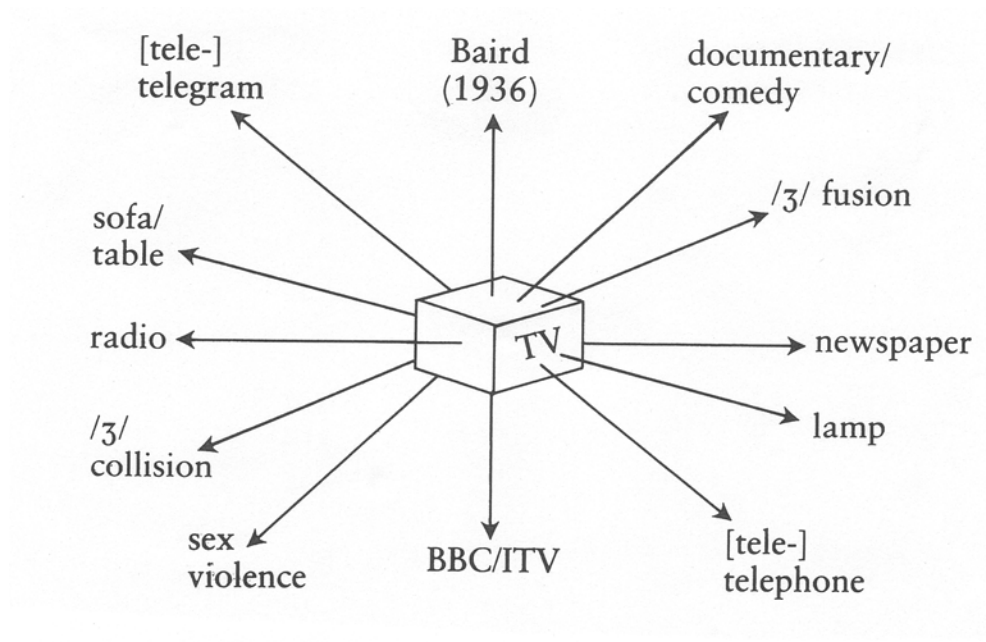 [tele-]
telegram
Baird
(1936)
documentary/
comedy
/ʒ/ fusion
sofa/
table
radio
TV
newspaper
lamp
/ʒ/
collision
sex
violence
BBC/ITV
[tele-]
telephone